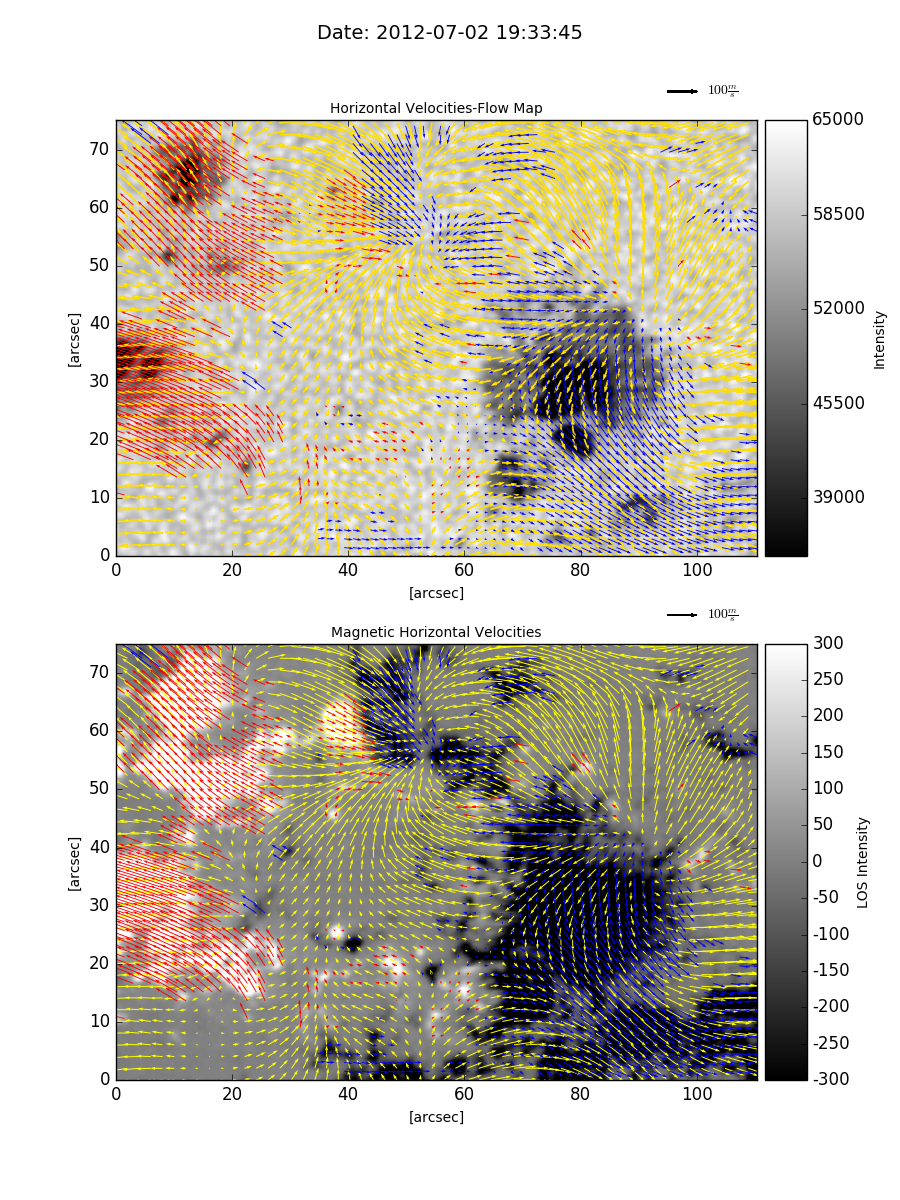 Date: 2012-07-02 19:33:45
100 m/s
Horizontal Velocities-Flow Map
70
60
50
40
30
20
10
0
[arcsec]
0 20 40 60 80 100
[arcsec]
65000
58500
52000
45500
39000
Intensity
100 m/s
Magnetic Horizontal Velocities
70
60
50
40
30
20
10
0
[arcsec]
0 20 40 60 80 100
[arcsec]
300
250
200
150
100
50
0
-50
-100
-150
-200
-250
-300
LOS Intensity